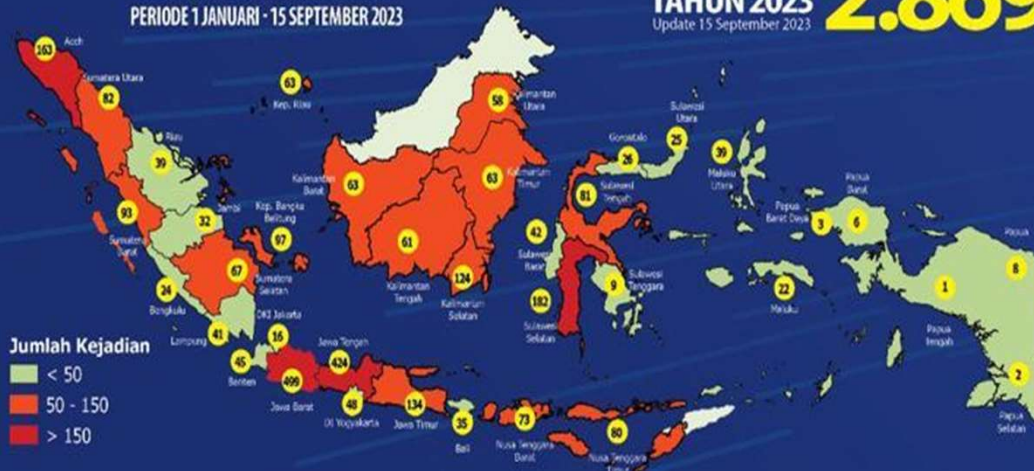 PERIODE 1 JANUARI - 15 SEPTEMBER 2023
TAHUN 2023
Update 15 September 2023
2.869
163
Aceh
Sumatera Utara
82
63
Kep. Riau
58
Kalimantan
Utara
Riau
39
Sulawesi
Utara
25
Gorontalo
26
39
Maluku
Utara
Kalimantan
Barat
63
63
Kalimantan
Timur
81
Sulawesi
Tengah
Papua
Barat
Papua
Barat Daya
3
6
93
Sumatera
Barat
32
Jambi
Kep. Bangka
Belitung
97
61
Kalimantan
Tengah
42
Sulawesi
Barat
Papua
8
67
Sumatera
Selatan
124
Kalimantan
Selatan
9
Sulawesi
Tenggara
22
Maluku
1
Papua
Tengah
24
Bengkulu
182
Sulawesi
Selatan
DKI Jakarta
16
41
Lampung
Jawa Tengah
424
45
Banten
499
Jawa Barat
48
DI Yogyakarta
134
Jawa Timur
35
Bali
73
Nusa Tenggara
Barat
Nusa Tenggara
Timur
2
Papua
Selatan
Jumlah Kejadian
< 50
50 - 150
> 150